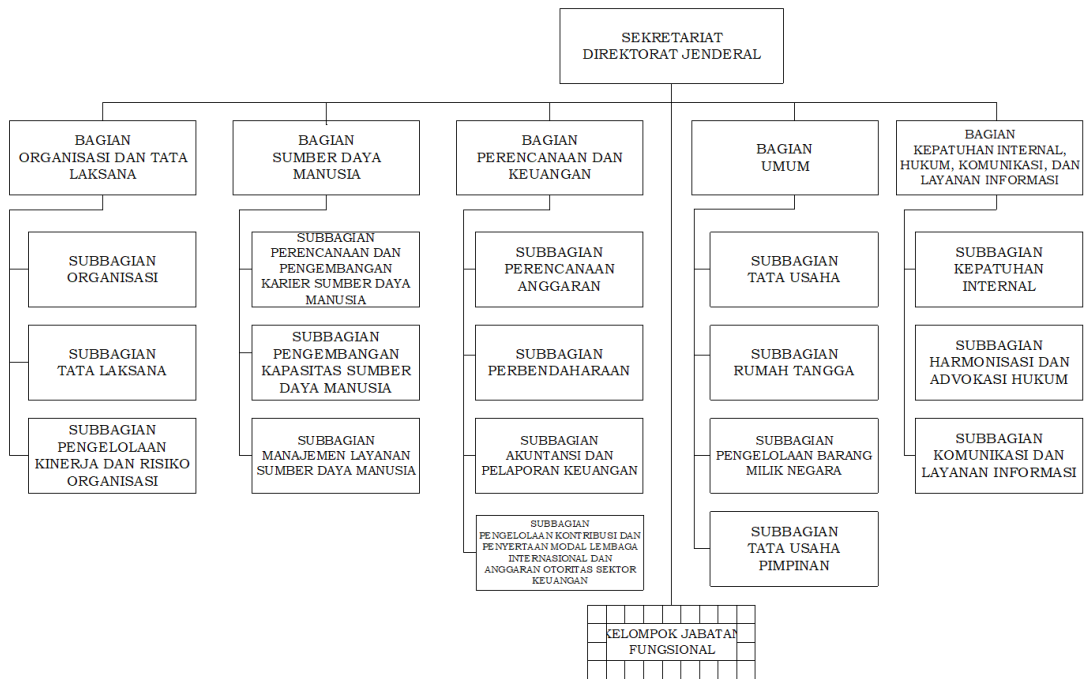 SEKRETARIAT
DIREKTORAT JENDERAL
BAGIAN
ORGANISASI DAN TATA
LAKSANA
BAGIAN
SUMBER DAYA
MANUSIA
BAGIAN
PERENCANAAN DAN
KEUANGAN
BAGIAN
UMUM
BAGIAN
KEPATUHAN INTERNAL,
HUKUM, KOMUNIKASI, DAN
LAYANAN INFORMASI
SUBBAGIAN
ORGANISASI
SUBBAGIAN
PERENCANAAN DAN
PENGEMBANGAN
KARIER SUMBER DAYA
MANUSIA
SUBBAGIAN
PERENCANAAN
ANGGARAN
SUBBAGIAN
TATA USAHA
SUBBAGIAN
KEPATUHAN
INTERNAL
SUBBAGIAN
TATA LAKSANA
SUBBAGIAN
PENGEMBANGAN
KAPASITAS SUMBER
DAYA MANUSIA
SUBBAGIAN
PERBENDAHARAAN
SUBBAGIAN
RUMAH TANGGA
SUBBAGIAN
HARMONISASI DAN
ADVOKASI HUKUM
SUBBAGIAN
PENGELOLAAN
KINERJA DAN RISIKO
ORGANISASI
SUBBAGIAN
MANAJEMEN LAYANAN
SUMBER DAYA MANUSIA
SUBBAGIAN
AKUNTANSI DAN
PELAPORAN KEUANGAN
SUBBAGIAN
PENGELOLAAN BARANG
MILIK NEGARA
SUBBAGIAN
KOMUNIKASI DAN
LAYANAN INFORMASI
SUBBAGIAN
PENGELOLAAN KONTRIBUSI DAN
PENYERTAAN MODAL LEMBAGA
INTERNASIONAL DAN
ANGGARAN OTORITAS SEKTOR
KEUANGAN
SUBBAGIAN
TATA USAHA
PIMPINAN
KELOMPOK JABATAN
FUNGSIONAL